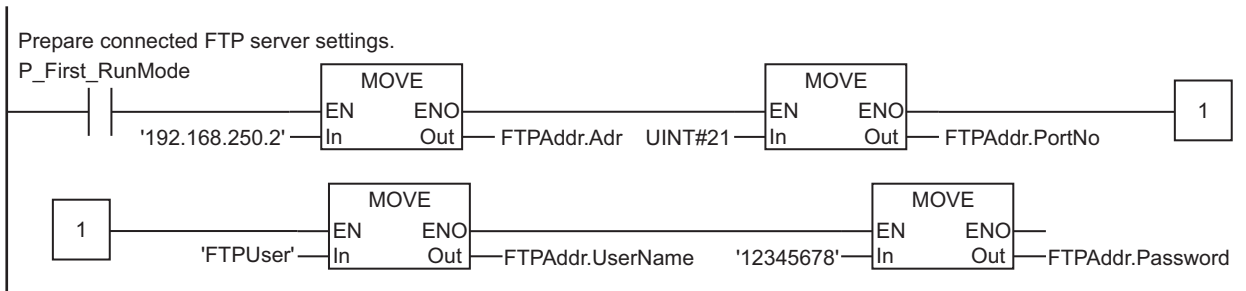 Prepare connected FTP server settings.
P_First_RunMode
MOVE MOVE
EN ENO EN ENO 1
'192.168.250.2' In Out FTPAddr.Adr UINT#21 In Out FTPAddr.PortNo
MOVE MOVE
1 EN ENO EN ENO
'FTPUser' In Out FTPAddr.UserName '12345678' In Out FTPAddr.Password